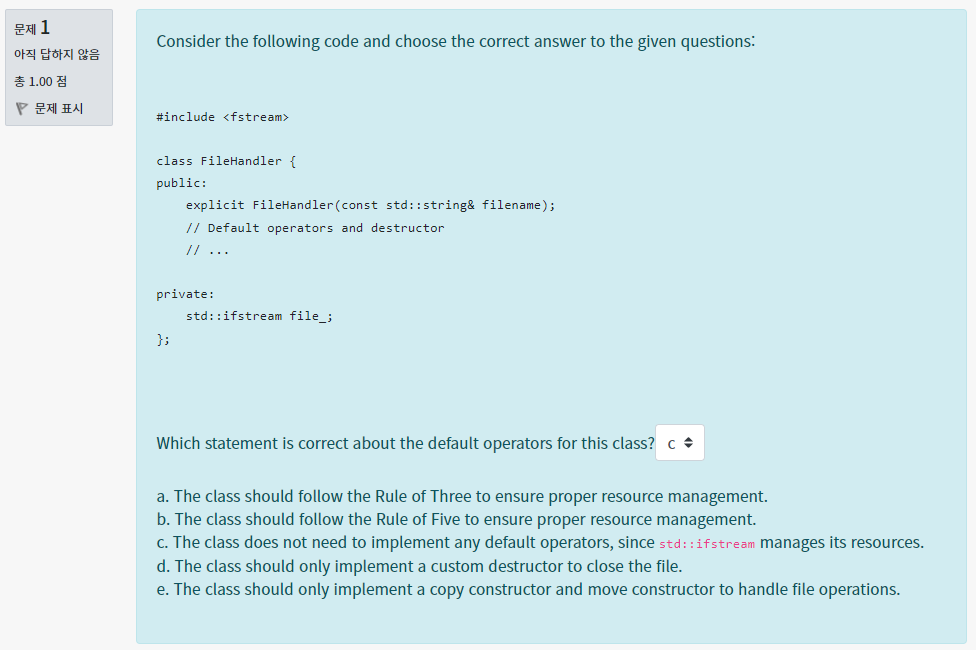 문제 1
아직 답하지 않음
총 1.00 점
문제 표시
Consider the following code and choose the correct answer to the given questions:
#include <fstream>
class FileHandler {
public:
    explicit FileHandler(const std::string& filename);
    // Default operators and destructor
    // ...
private:
    std::ifstream file_;
};
Which statement is correct about the default operators for this class? c
a. The class should follow the Rule of Three to ensure proper resource management.
b. The class should follow the Rule of Five to ensure proper resource management.
c. The class does not need to implement any default operators, since std::ifstream manages its resources.
d. The class should only implement a custom destructor to close the file.
e. The class should only implement a copy constructor and move constructor to handle file operations.